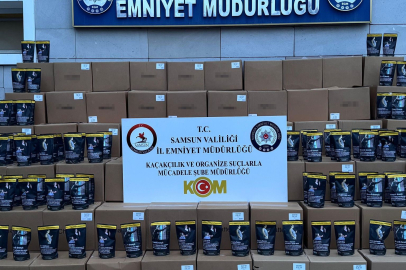 EMNİYET MÜDÜRLÜĞÜ
T.C.
SAMSUN VALİLİĞİ
İL EMNİYET MÜDÜRLÜĞÜ
KAÇAKÇILIK VE ORGANİZE SUÇLARLA
MÜCADELE ŞUBE MÜDÜRLÜĞÜ
KOM